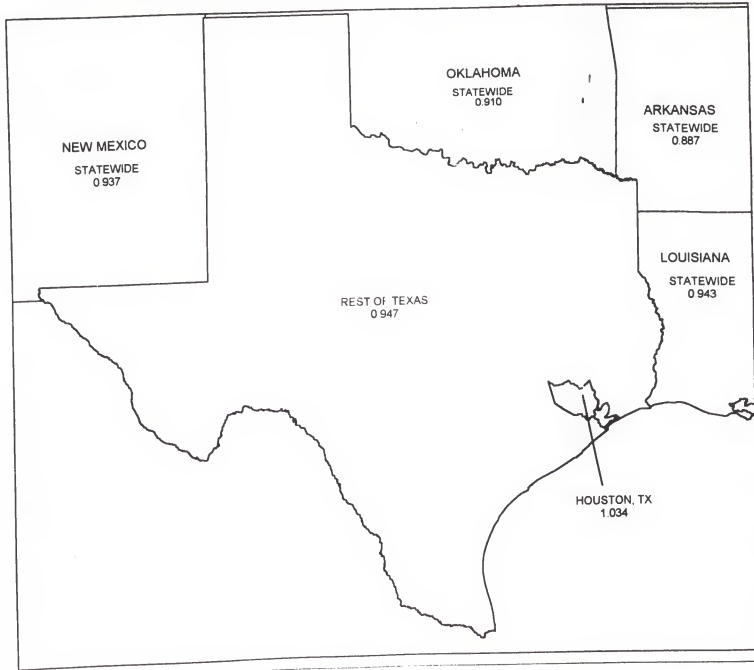 OKLAHOMA
STATEWIDE
0.910
ARKANSAS
STATEWIDE
0.887
NEW MEXICO
STATEWIDE
0 937
LOUISIANA
STATEWIDE
0.943
REST OF TEXAS
0 947
HOUSTON, TX
1.034